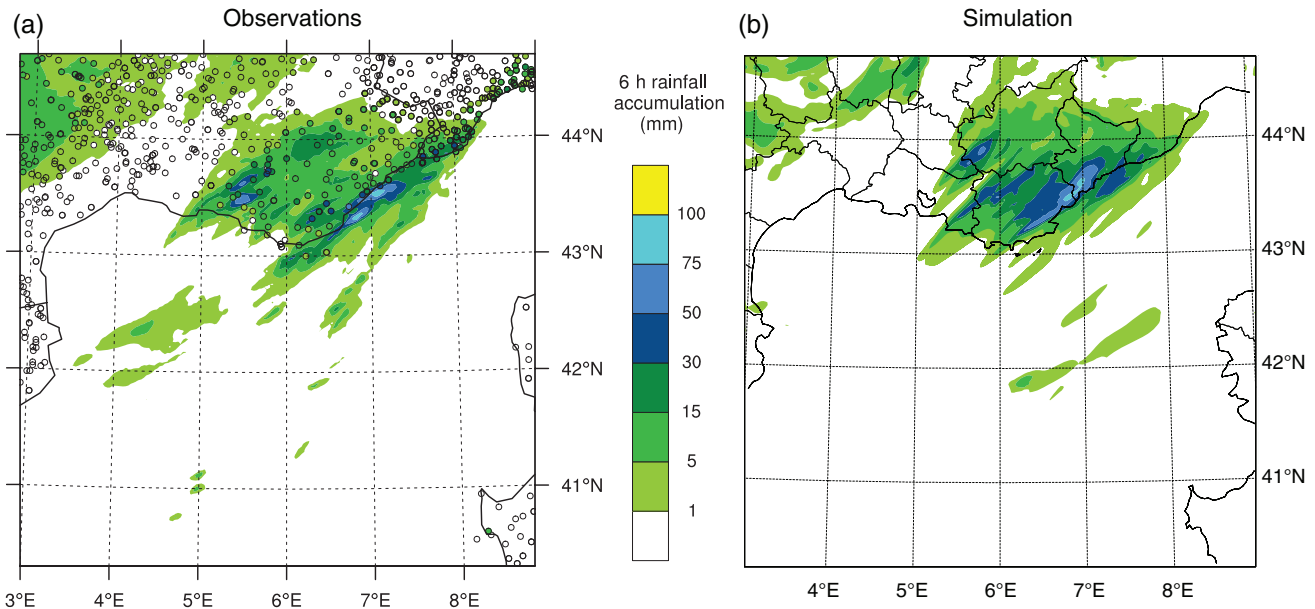 (a)
Observations
44°N
43°N
42°N
41°N
3°E 4°E 5°E 6°E 7°E 8°E
6 h rainfall
accumulation
(mm)
100
75
50
30
15
5
1
(b)
Simulation
44°N
43°N
42°N
41°N
4°E 5°E 6°E 7°E 8°E